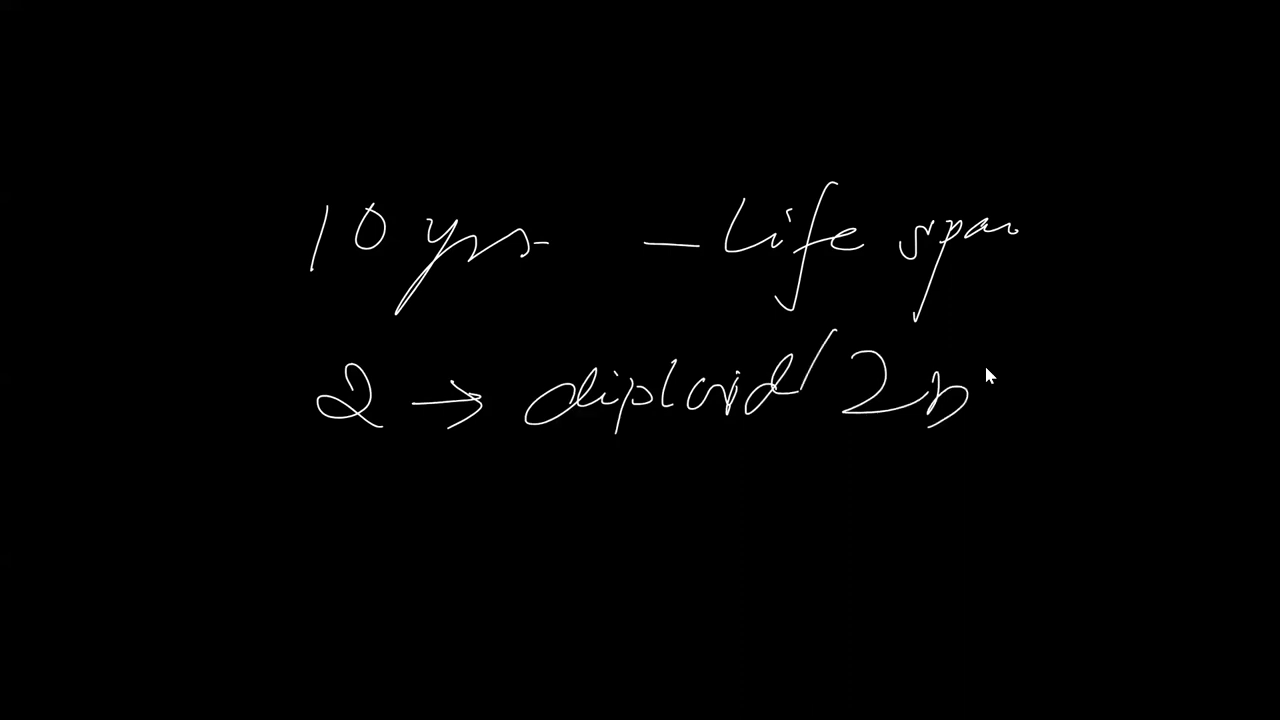 10 yrs - Life span
2 → diploid/2n